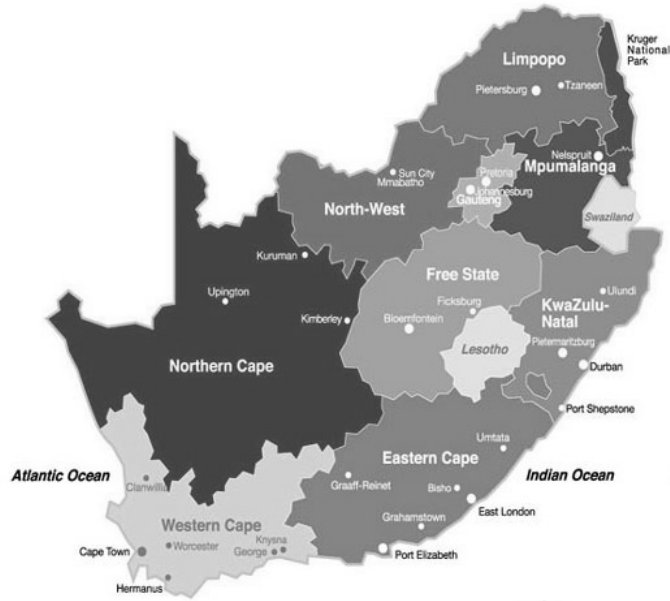 Kruger
National
Park
Limpopo
Pietersburg
Tzaneen
Nelspruit
Mpumalanga
Pretoria
Johannesburg
Gauteng
Sun City
Mmabatho
North-West
Swaziland
Kuruman
Free State
Upington
Ficksburg
Ulundi
KwaZulu-
Natal
Kimberley
Bloemfontein
Lesotho
Pietermaritzburg
Northern Cape
Durban
Port Shepstone
Umtata
Eastern Cape
Atlantic Ocean
Indian Ocean
Clanwillia
Graaff-Reinet
Bisho
East London
Western Cape
Grahamstown
Knysna
Cape Town
Worcester
George
Port Elizabeth
Hermanus